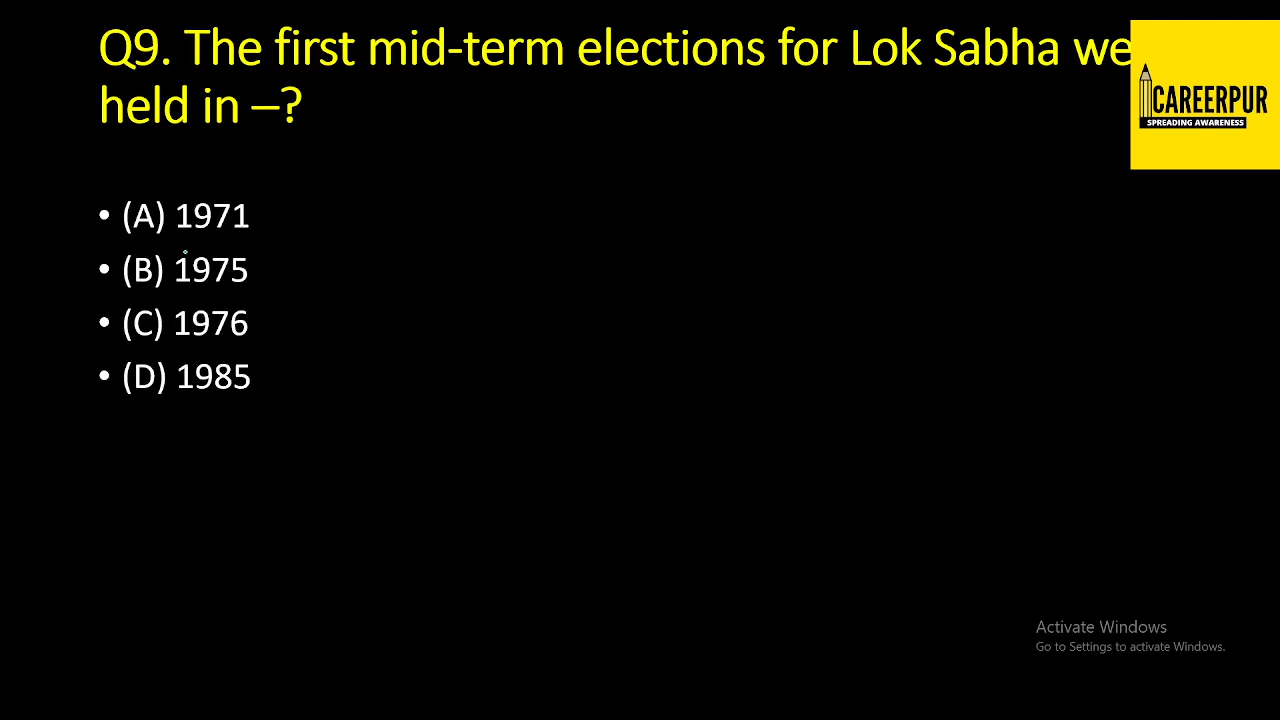 Q9. The first mid-term elections for Lok Sabha we
held in –?
CAREERPUR
SPREADING AWARENESS
• (A) 1971
• (B) 1975
• (C) 1976
• (D) 1985
Activate Windows
Go to Settings to activate Windows.